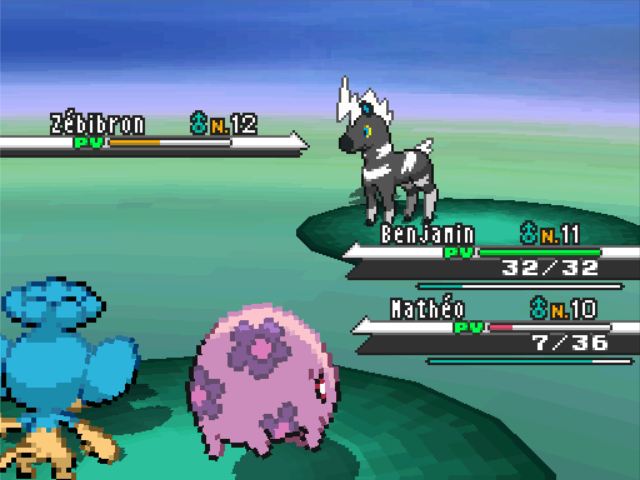 Zébibron ♂ N.12
PV
Benjamin ♂ N.11
PV
32/32
Mathéo ♂ N.10
PV
7/36